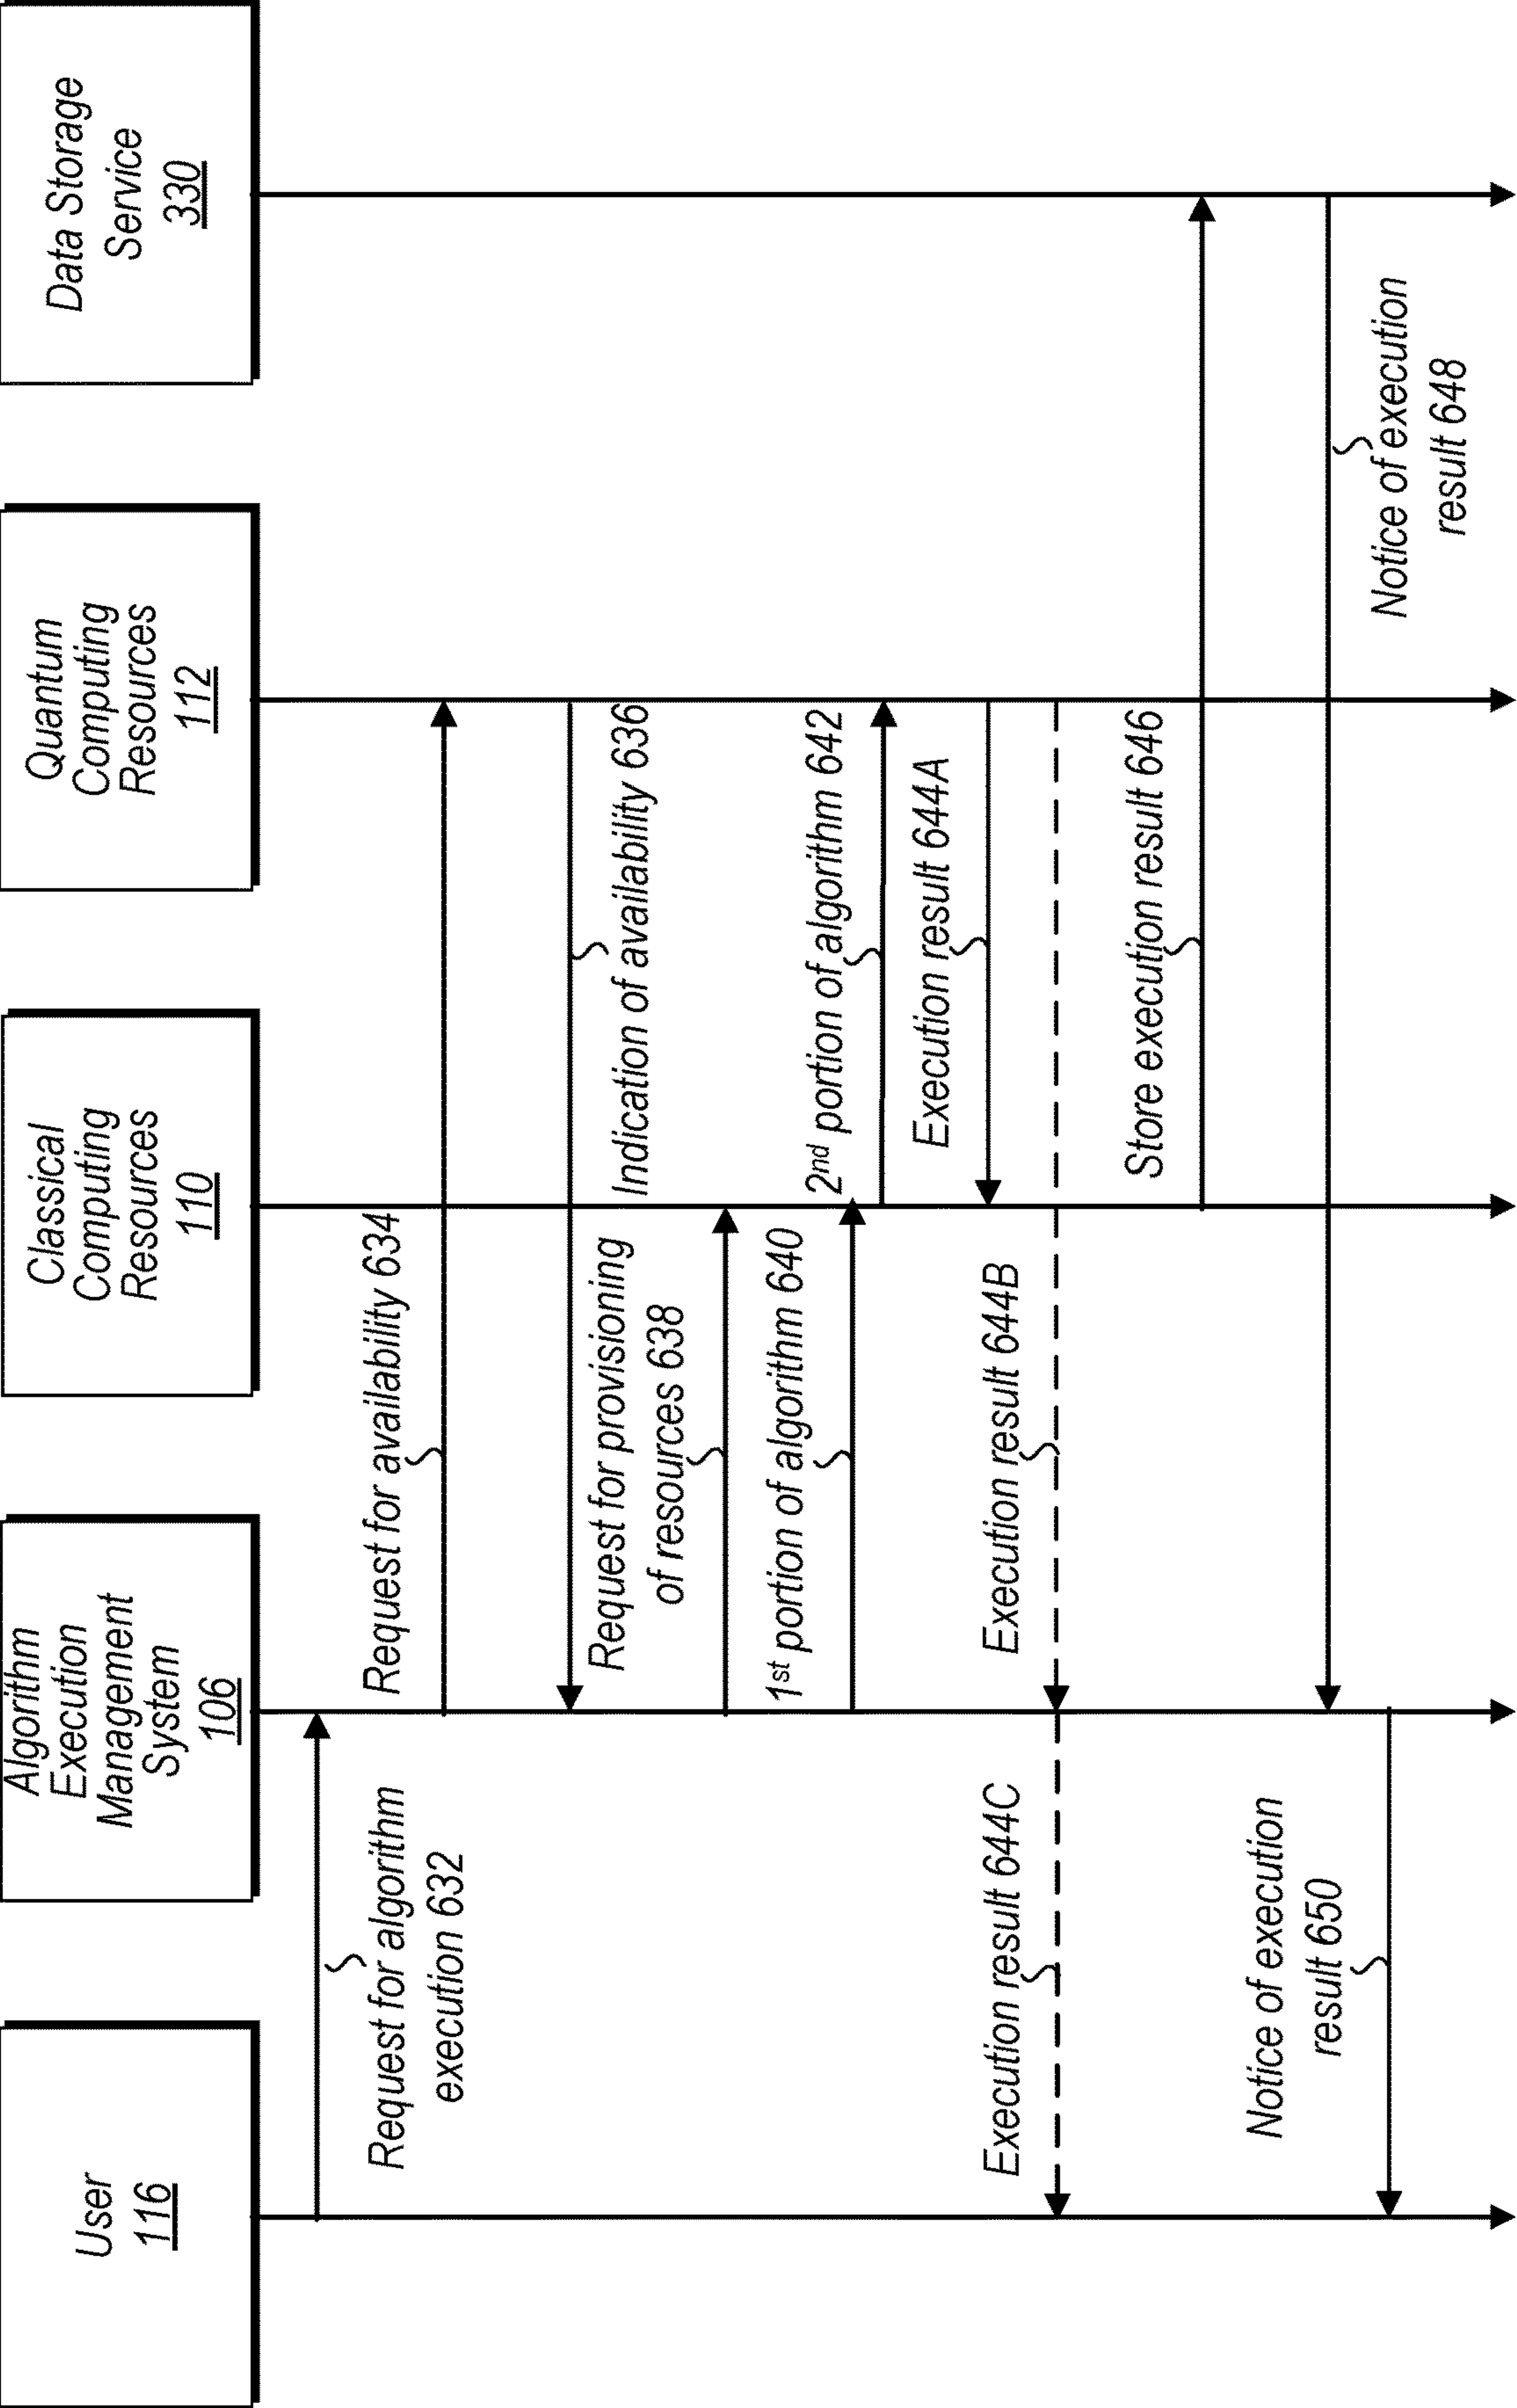 User
116
Algorithm
Execution
Management
System
106
Classical
Computing
Resources
110
Quantum
Computing
Resources
112
Data Storage
Service
330
Request for algorithm
execution 632
Request for availability 634
Indication of availability 636
Request for provisioning
of resources 638
1st portion of algorithm 640
2nd portion of algorithm 642
Execution result 644A
Execution result 644B
Execution result 644C
Store execution result 646
Notice of execution
result 648
Notice of execution
result 650